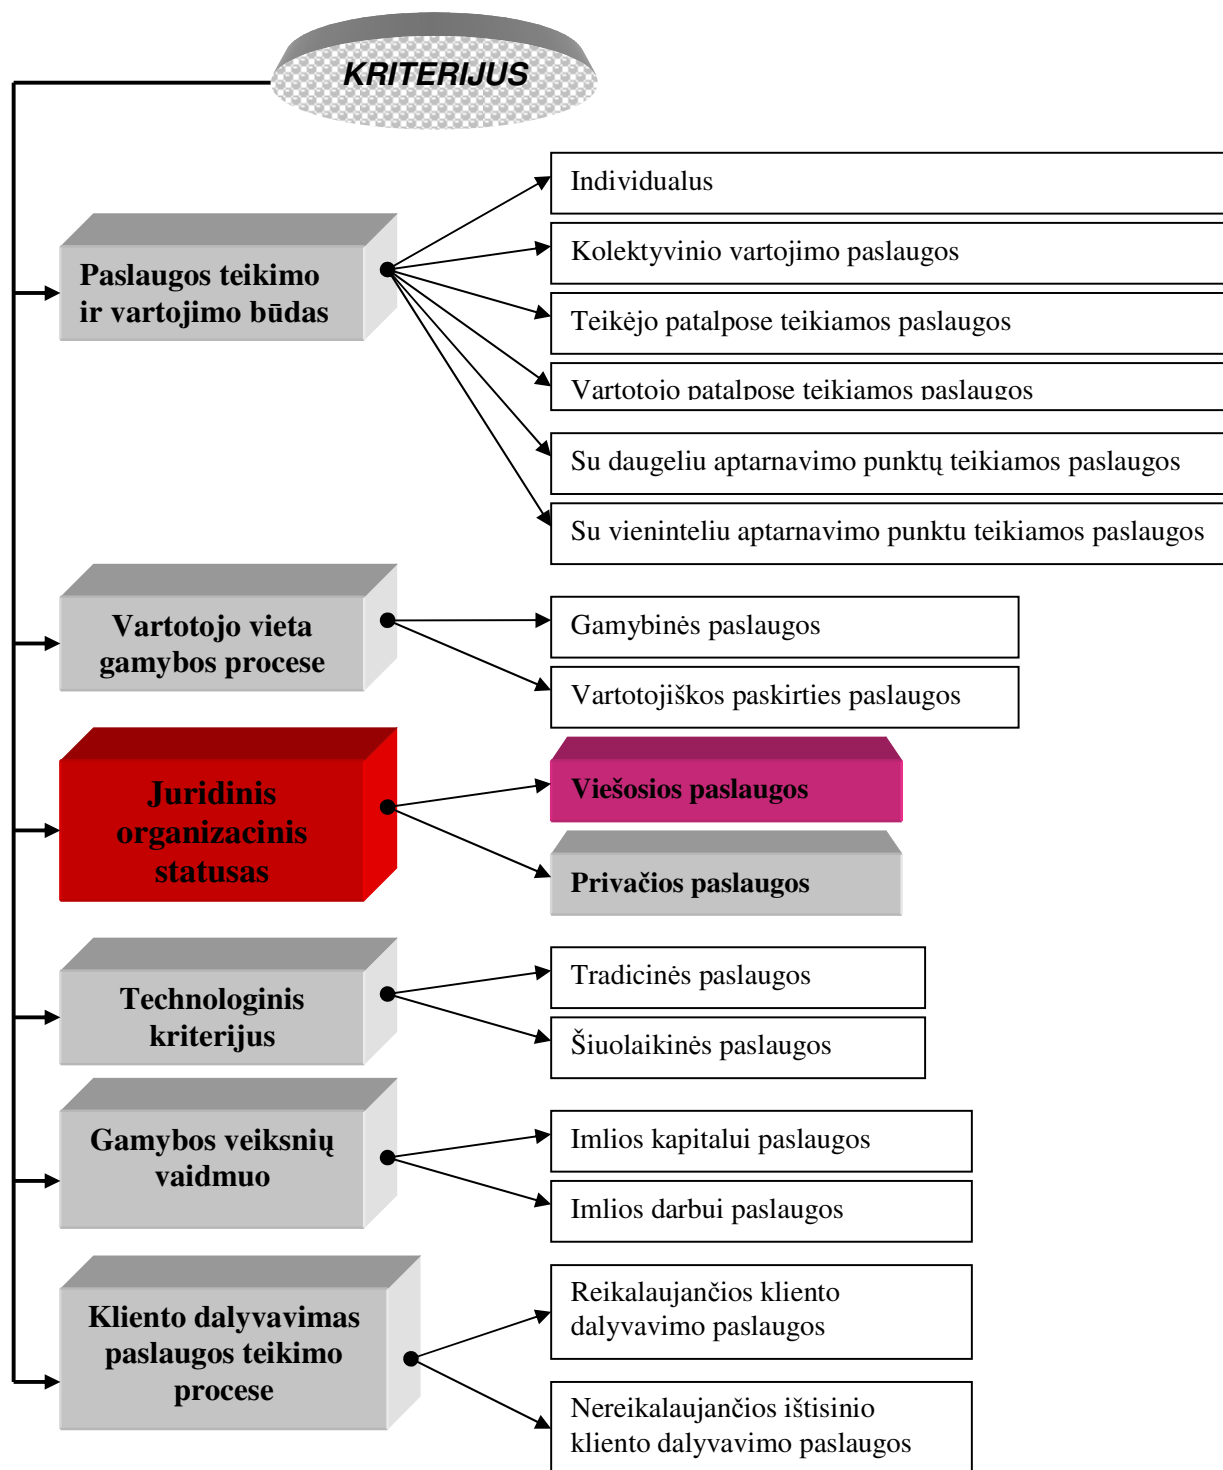 KRITERIJUS
Paslaugos teikimo
ir vartojimo būdas
Individualus
Kolektyvinio vartojimo paslaugos
Teikėjo patalpose teikiamos paslaugos
Vartotojo patalpose teikiamos paslaugos
Su daugeliu aptarnavimo punktų teikiamos paslaugos
Su vieninteliu aptarnavimo punktu teikiamos paslaugos
Vartotojo vieta
gamybos procese
Gamybinės paslaugos
Vartotojiškos paskirties paslaugos
Juridinis
organizacinis
statusas
Viešosios paslaugos
Privačios paslaugos
Technologinis
kriterijus
Tradicinės paslaugos
Šiuolaikinės paslaugos
Gamybos veiksnių
vaidmuo
Imlios kapitalui paslaugos
Imlios darbui paslaugos
Kliento dalyvavimas
paslaugos teikimo
procese
Reikalaujančios kliento
dalyvavimo paslaugos
Nereikalaujančios ištisinio
kliento dalyvavimo paslaugos